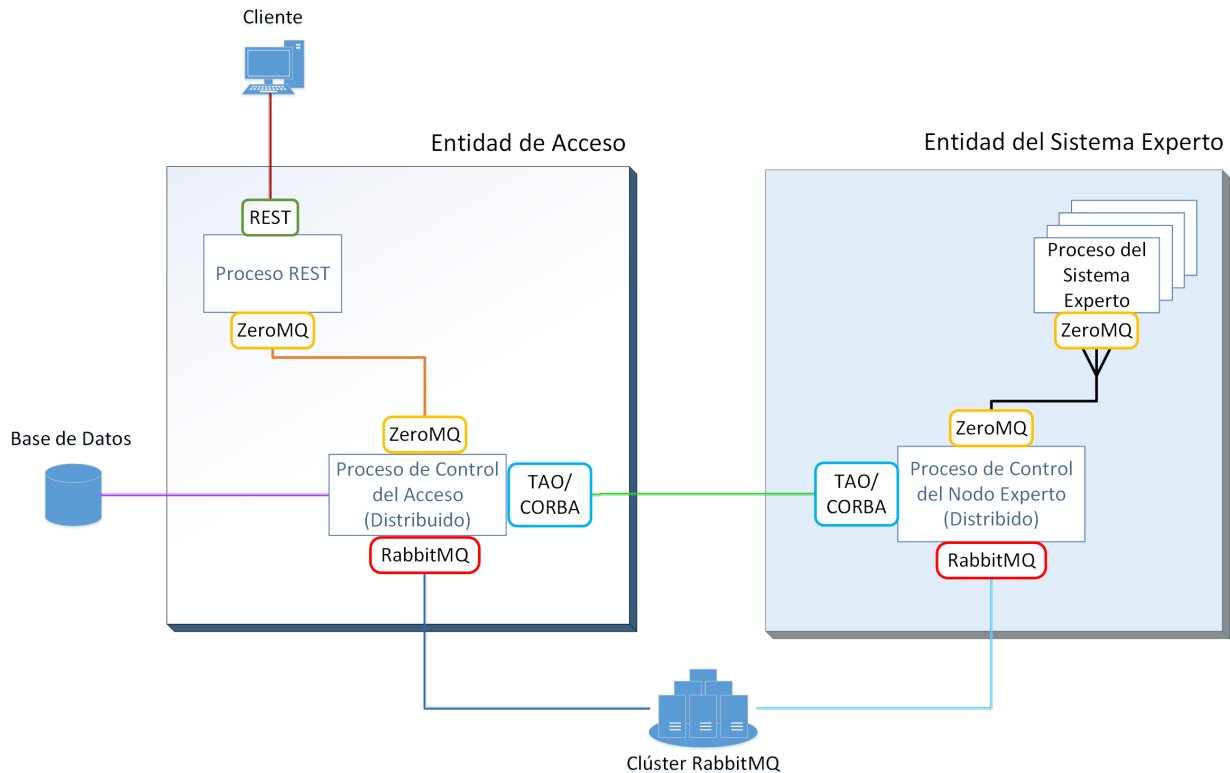 Cliente
Entidad de Acceso
Entidad del Sistema Experto
REST
Proceso REST
ZeroMQ
Proceso del
Sistema
Experto
ZeroMQ
Base de Datos
ZeroMQ
Proceso de Control
del Acceso
(Distribuido)
TAO/
CORBA
RabbitMQ
ZeroMQ
TAO/
CORBA
Proceso de Control
del Nodo Experto
(Distribido)
RabbitMQ
Clúster RabbitMQ